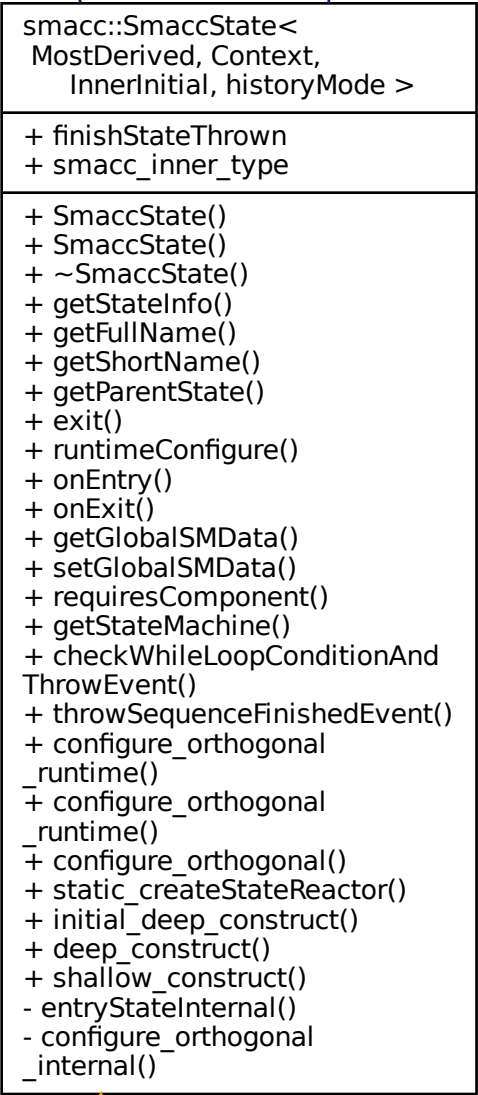 smacc::SmaccState<
MostDerived, Context,
InnerInitial, historyMode >
+ finishStateThrown
+ smacc_inner_type
+ SmaccState()
+ SmaccState()
+ ~SmaccState()
+ getStateInfo()
+ getFullName()
+ getShortName()
+ getParentState()
+ exit()
+ runtimeConfigure()
+ onEntry()
+ onExit()
+ getGlobalSMData()
+ setGlobalSMData()
+ requiresComponent()
+ getStateMachine()
+ checkWhileLoopConditionAnd
ThrowEvent()
+ throwSequenceFinishedEvent()
+ configure_orthogonal
_runtime()
+ configure_orthogonal
_runtime()
+ configure_orthogonal()
+ static_createStateReactor()
+ initial_deep_construct()
+ deep_construct()
+ shallow_construct()
- entryStateInternal()
- configure_orthogonal
_internal()